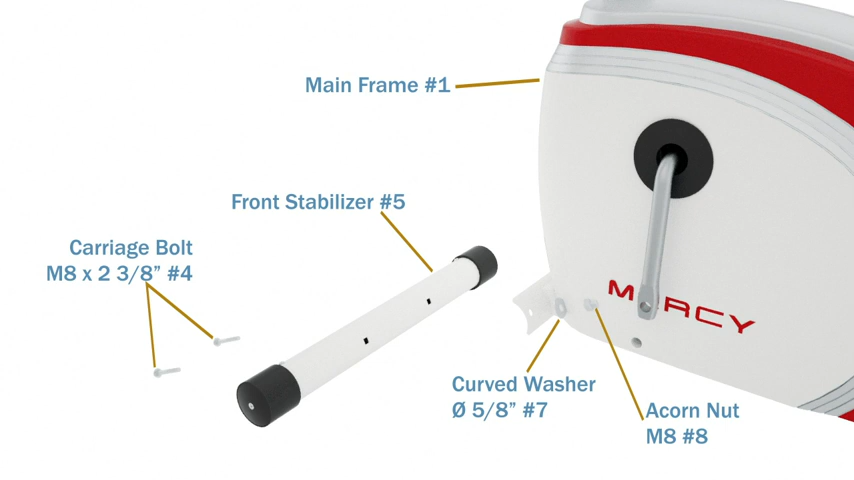 Main Frame #1
Front Stabilizer #5
Carriage Bolt
M8 x 2 3/8” #4
MERCY
Curved Washer
Ø 5/8” #7
Acorn Nut
M8 #8